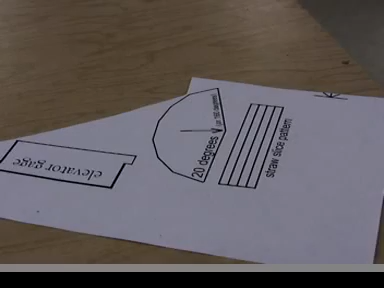 elevator gage
20 degrees
straw slice pattern